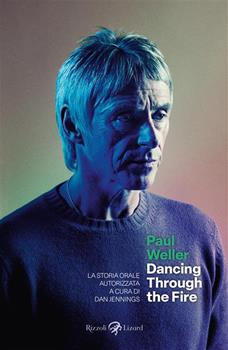 Paul
Weller
Dancing
Through
the Fire
LA STORIA ORALE
AUTORIZZATA
A CURA DI
DAN JENNINGS
Rizzoli Lizard